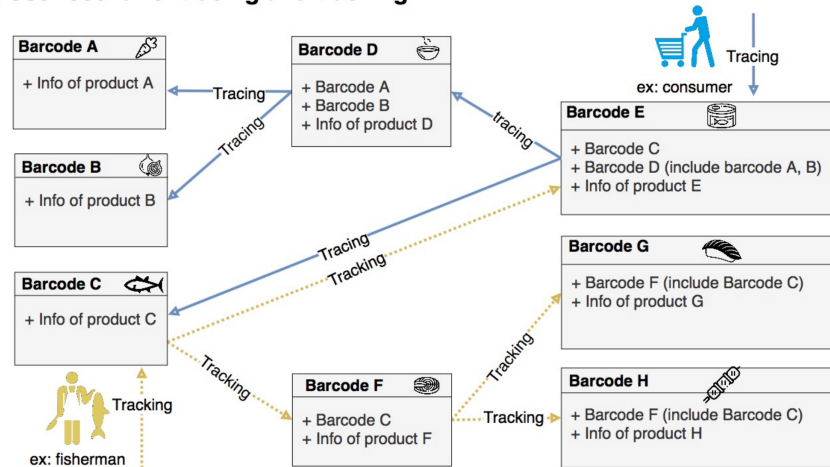 Barcode A
+ Info of product A
Barcode D
+ Barcode A
+ Barcode B
+ Info of product D
Tracing
ex: consumer
Barcode E
+ Barcode C
+ Barcode D (include barcode A, B)
+ Info of product E
Tracing
Tracing
tracing
Barcode B
+ Info of product B
Tracing
Tracking
Barcode G
+ Barcode F (include Barcode C)
+ Info of product G
Barcode C
+ Info of product C
Tracking
Tracking
Barcode F
+ Barcode C
+ Info of product F
Tracking
Barcode H
+ Barcode F (include Barcode C)
+ Info of product H
Tracking
ex: fisherman